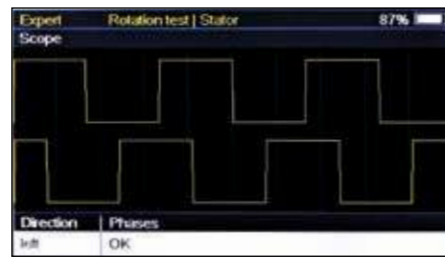 Expert Rotation test | Stator 87%
Scope
Direction | Phases
left OK